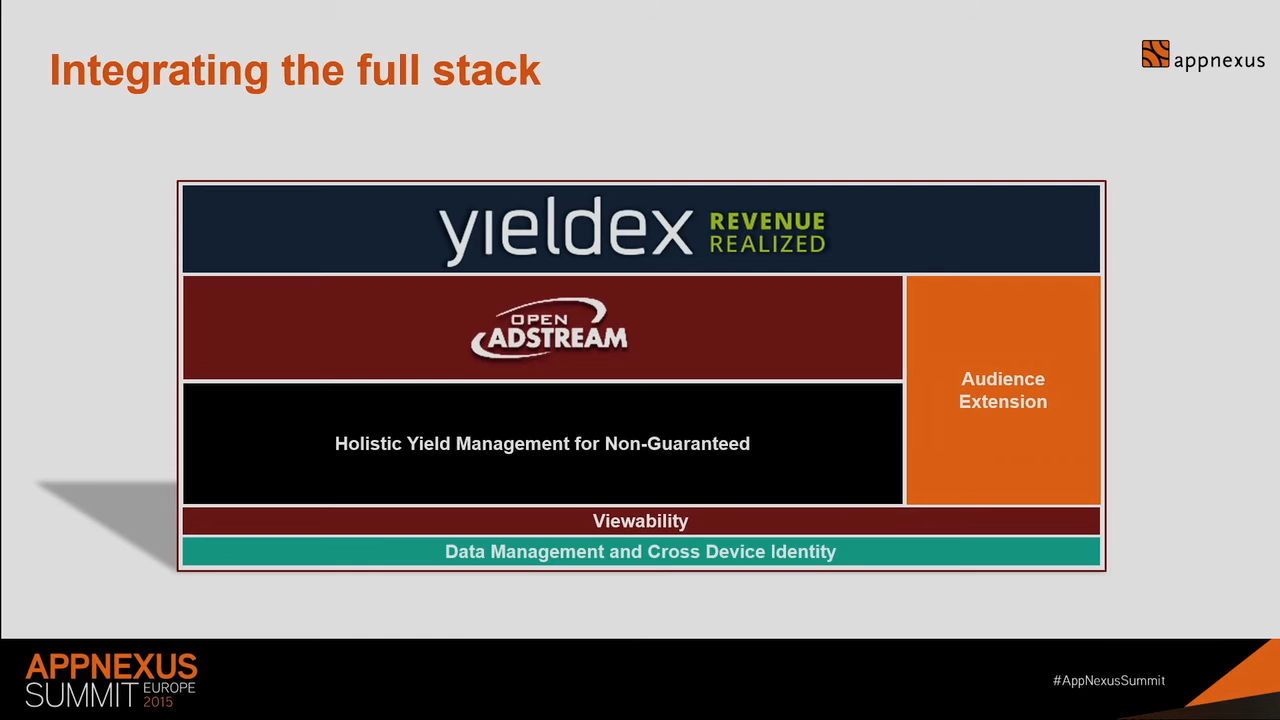 Integrating the full stack
appnexus
yieldex REVENUE
REALIZED
OPEN
ADSTREAM
Audience
Extension
Holistic Yield Management for Non-Guaranteed
Viewability
Data Management and Cross Device Identity
APPNEXUS
SUMMIT EUROPE
2015
#AppNexusSummit